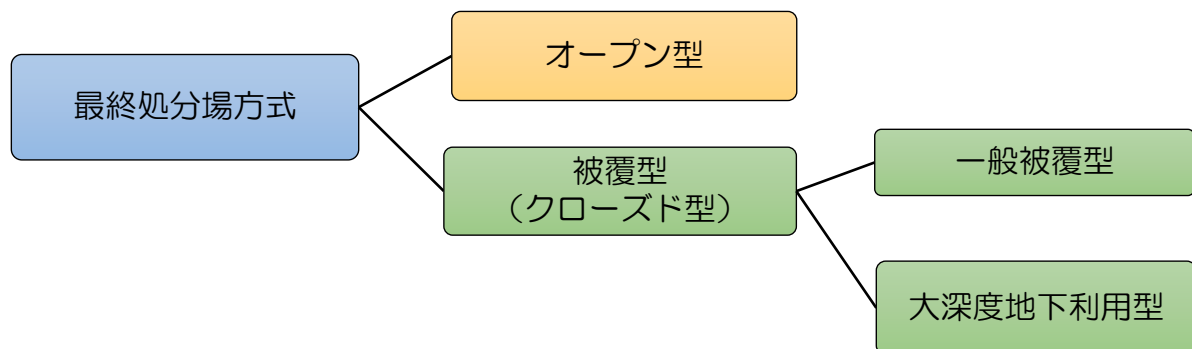 最終処分場方式
オープン型
被覆型
（クローズド型）
一般被覆型
大深度地下利用型